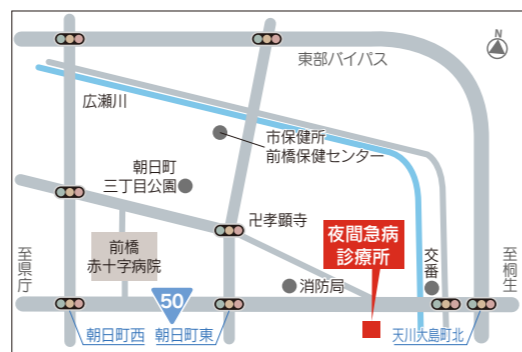 N
東部バイパス
広瀬川
市保健所
前橋保健センター
朝日町
三丁目公園
卍孝顕寺
夜間急病
診療所
前橋
赤十字病院
至県庁
交番
至桐生
消防局
50
朝日町西
朝日町東
天川大島町北